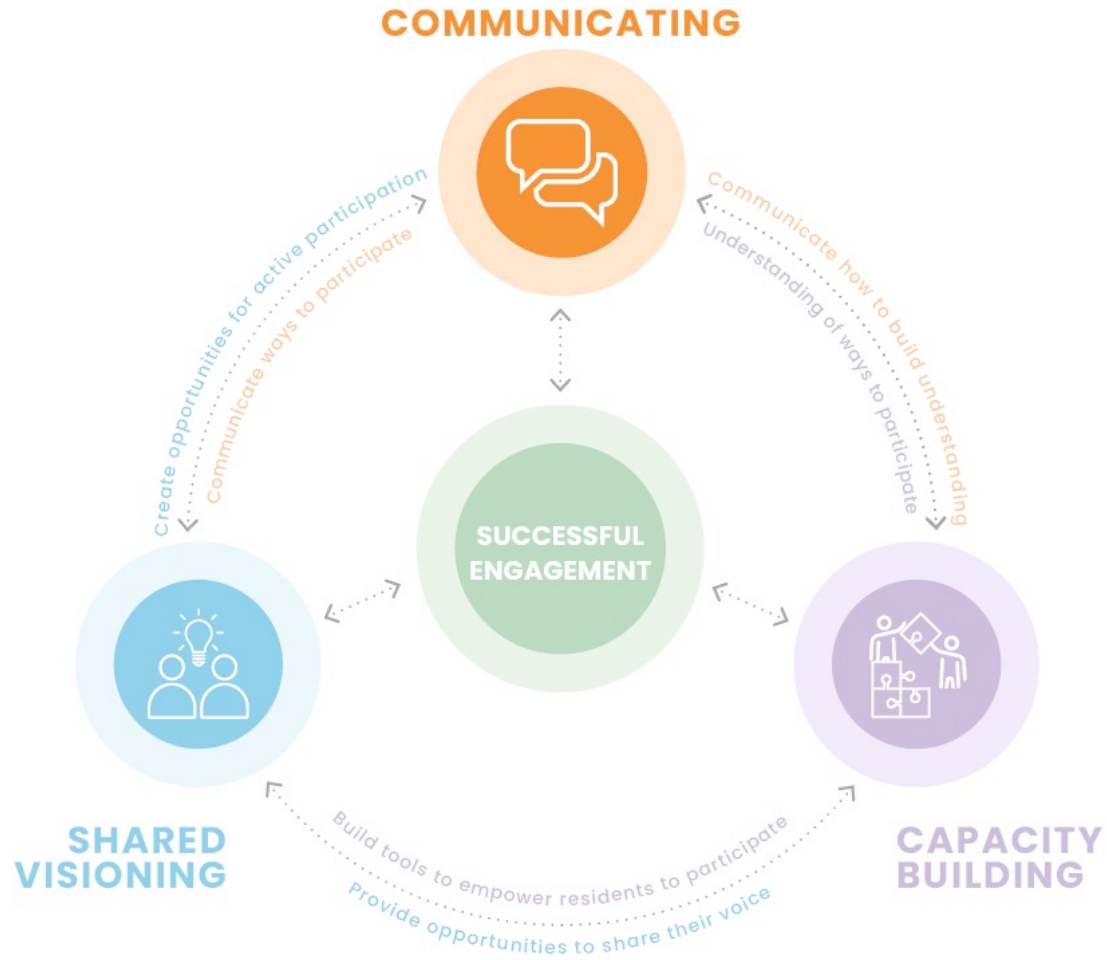 COMMUNICATING
Create opportunities for active participation
Communicate ways to participate
Communicate how to build understanding
Understanding of ways to participate
SUCCESSFUL
ENGAGEMENT
SHARED
VISIONING
CAPACITY
BUILDING
Build tools to empower residents to participate
Provide opportunities to share their voice